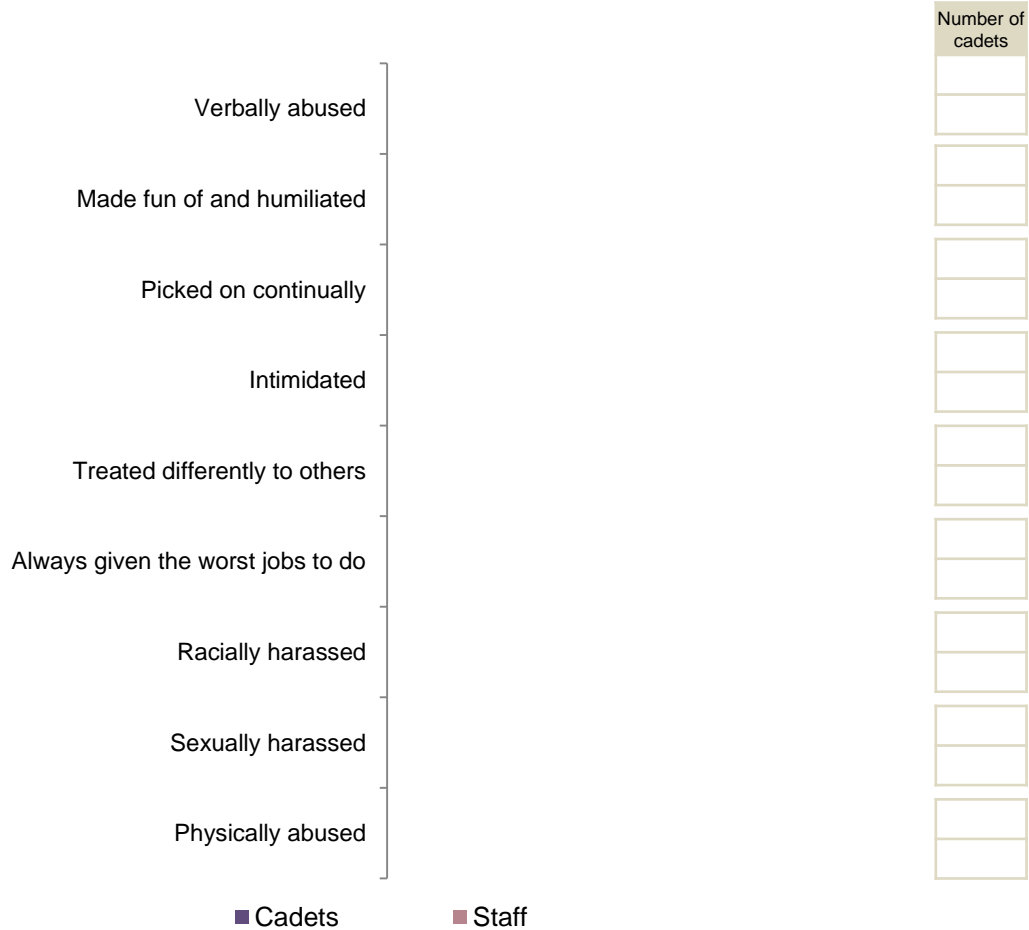 Number of
cadets
Verbally abused
Made fun of and humiliated
Picked on continually
Intimidated
Treated differently to others
Always given the worst jobs to do
Racially harassed
Sexually harassed
Physically abused
Cadets
Staff